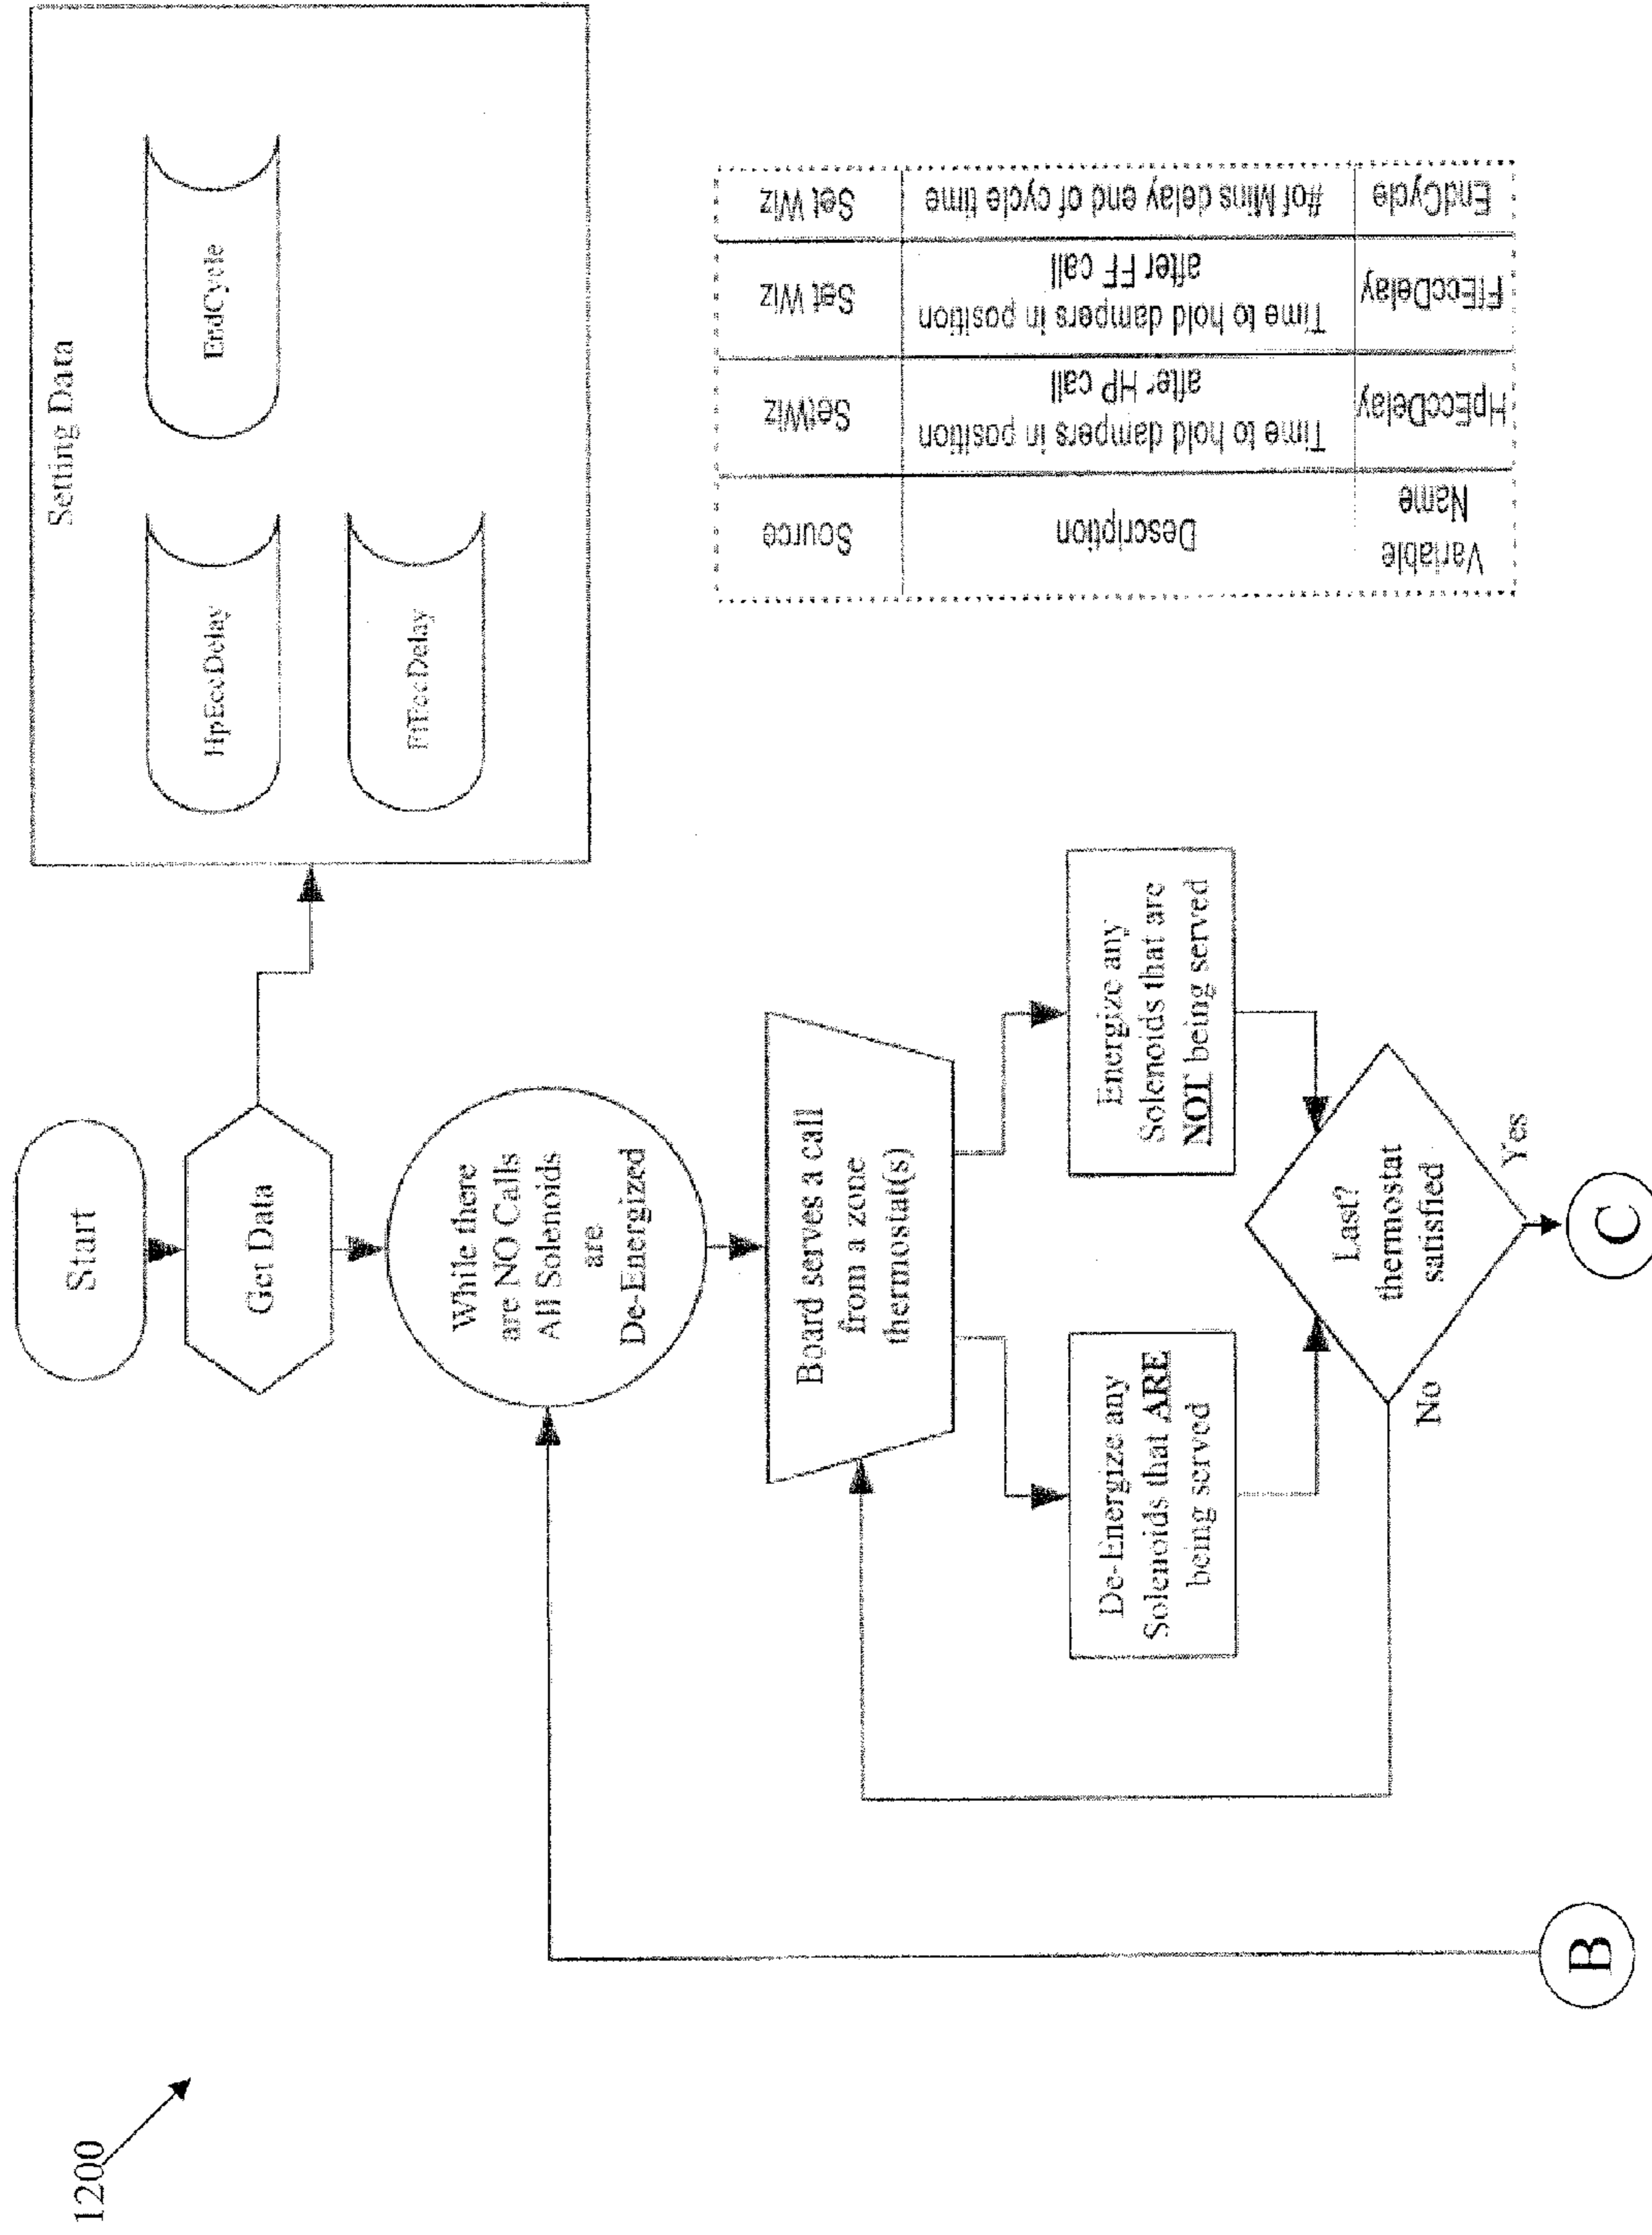 1200
Start
Get Data
Setting Data
HpEccDelay
EndCycle
FfEccDelay
While there
are NO Calls
All Solenoids
are
De-Energized
Board serves a call
from a zone
thermostat(s)
De-Energize any
Solenoids that ARE
being served
Energize any
Solenoids that are
NOT being served
Last?
thermostat
satisfied
No
Yes
B
C
Variable
Name
Description
Source
HpEccDelay
Time to hold dampers in position
after HP call
SetWiz
FfEccDelay
Time to hold dampers in position
after FF call
Set Wiz
EndCycle
#of Mins delay end of cycle time
Set Wiz